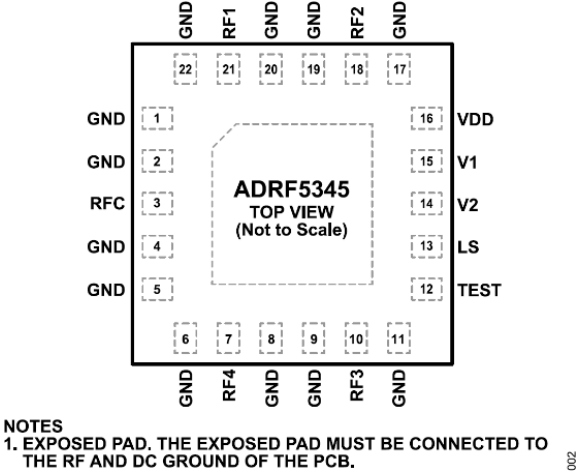 GND RF1 GND GND RF2 GND
22 21 20 19 18 17
GND 1 16 VDD
GND 2 15 V1
RFC 3 14 V2
GND 4 13 LS
GND 5 12 TEST
ADRF5345
TOP VIEW
(Not to Scale)
6 7 8 9 10 11
GND RF4 GND GND RF3 GND
NOTES
1. EXPOSED PAD. THE EXPOSED PAD MUST BE CONNECTED TO
THE RF AND DC GROUND OF THE PCB.
002